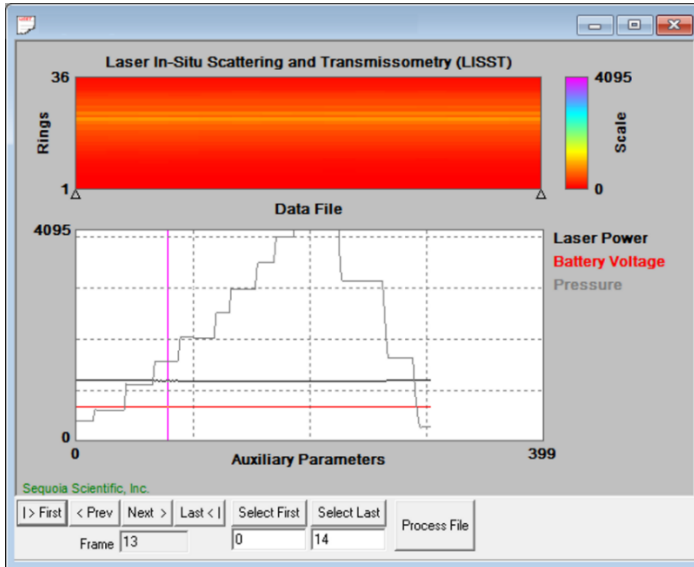 Laser In-Situ Scattering and Transmissometry (LISST)
36
4095
Rings
Scale
1
0
Data File
4095
Laser Power
Battery Voltage
Pressure
0
0
399
Auxiliary Parameters
Sequoia Scientific, Inc.
|> First
< Prev
Next >
Last <|
Select First
Select Last
Process File
Frame
13
0
14